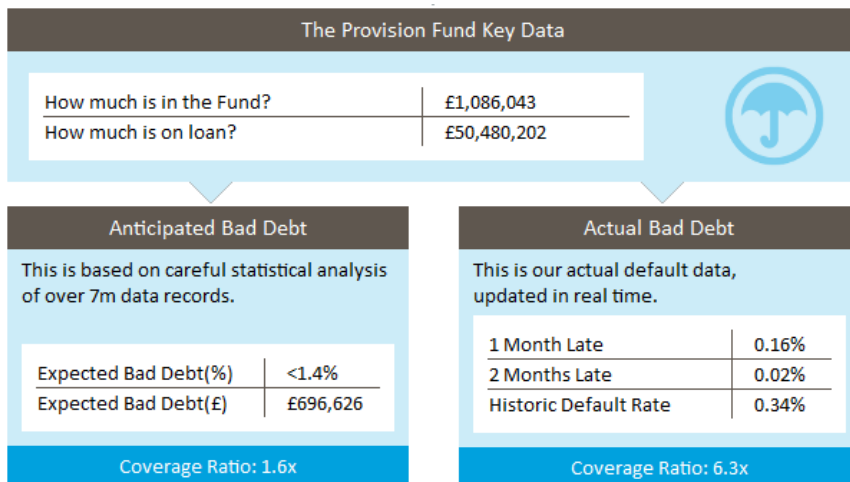 The Provision Fund Key Data
How much is in the Fund? £1,086,043
How much is on loan? £50,480,202
Anticipated Bad Debt
This is based on careful statistical analysis
of over 7m data records.
Expected Bad Debt(%) <1.4%
Expected Bad Debt(£) £696,626
Coverage Ratio: 1.6x
Actual Bad Debt
This is our actual default data,
updated in real time.
1 Month Late 0.16%
2 Months Late 0.02%
Historic Default Rate 0.34%
Coverage Ratio: 6.3x